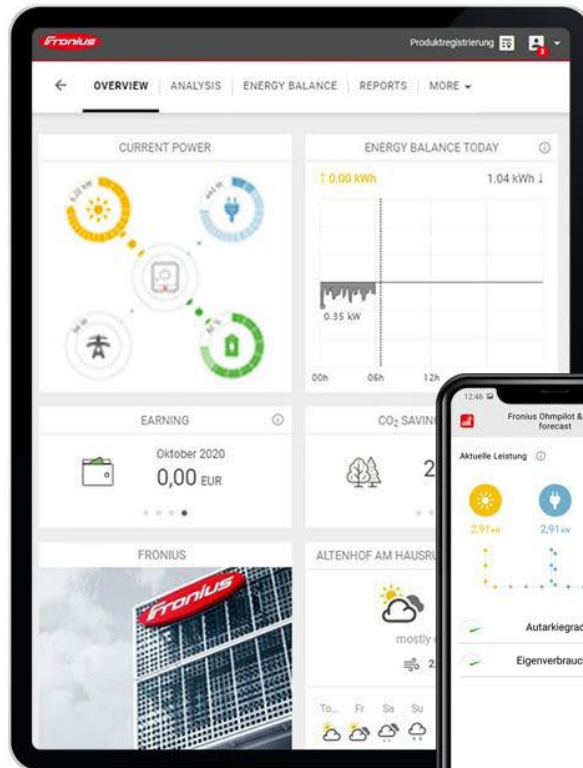 Fronius
Produktregistrierung
2
OVERVIEW
ANALYSIS
ENERGY BALANCE
REPORTS
MORE
CURRENT POWER
ENERGY BALANCE TODAY
↑ 0.00 kWh
1.04 kWh ↓
0.35 kW
00h
06h
12h
EARNING
Oktober 2020
0,00 EUR
CO₂ SAVIN
2
FRONIUS
Fronius
ALTENHOF AM HAUSRU
mostly
2
To...
Fr
Sa
Su
12:46
Fronius Ohmpilot &
forecast
Aktuelle Leistung
2,91 kW
2,91 kW
Autarkiegrad
Eigenverbrauch